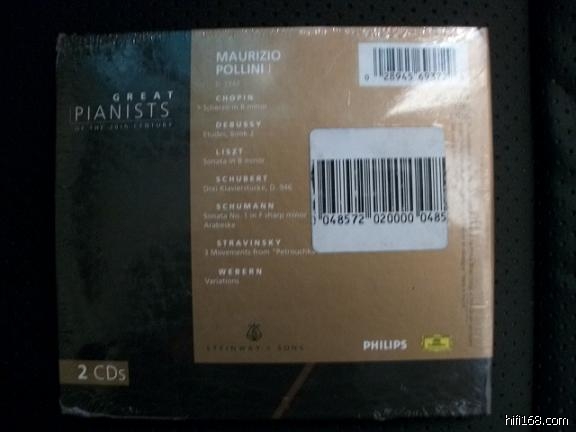 GREAT
PIANISTS
OF THE 20TH CENTURY
MAURIZIO
POLLINI I
CHOPIN
Scherzo in B minor
DEBUSSY
Etudes, Book 2
LISZT
Sonata in B minor
SCHUBERT
Drei Klavierstücke, D. 946
SCHUMANN
Sonata No. 1 in F sharp minor
Arabeske
STRAVINSKY
3 Movements from "Petrouchka"
WEBERN
Variations
STEINWAY & SONS
PHILIPS
2 CDs
0 28945 6937
048572 020000 0485
hifi168.com